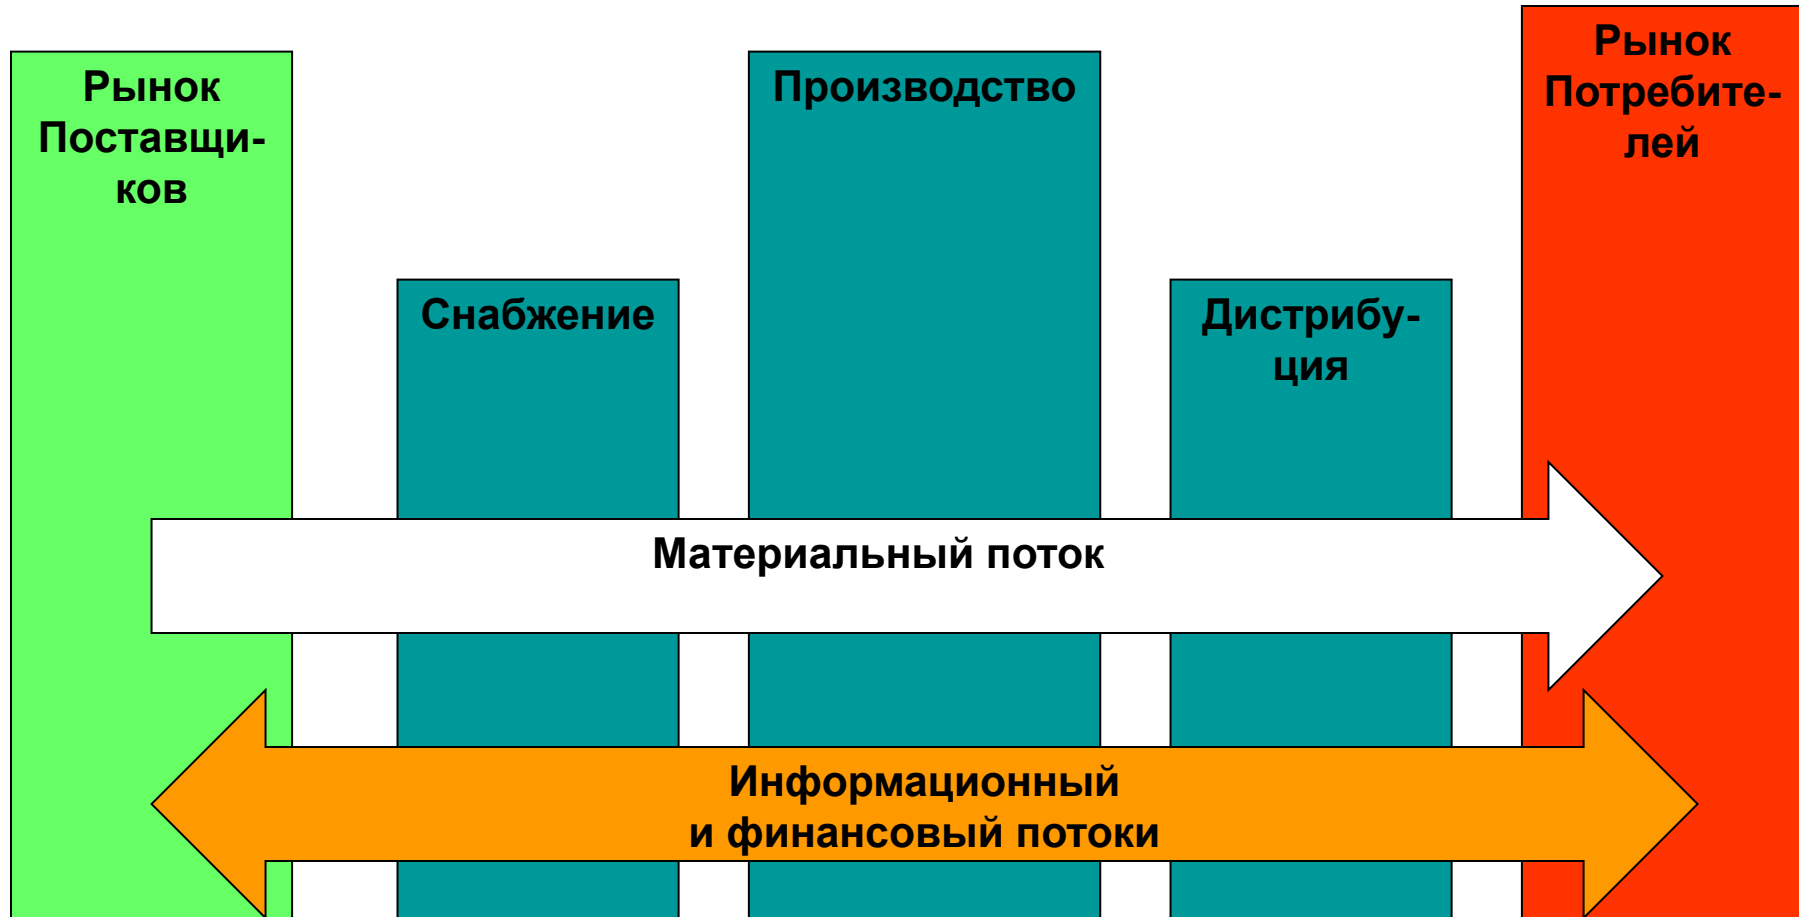 Рынок
Поставщи-
ков
Снабжение
Производство
Дистрибу-
ция
Рынок
Потребите-
лей
Материальный поток
Информационный
и финансовый потоки